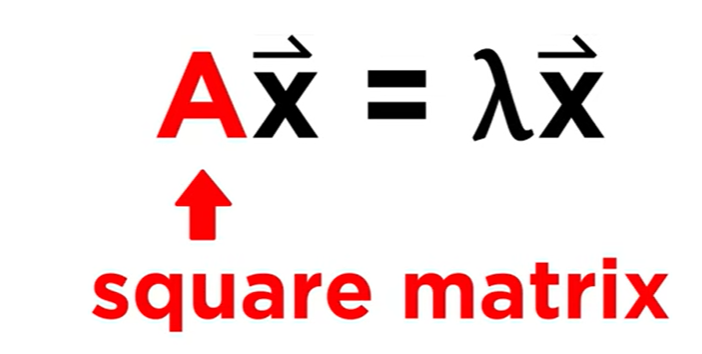 Ax⃗ = λx⃗
square matrix